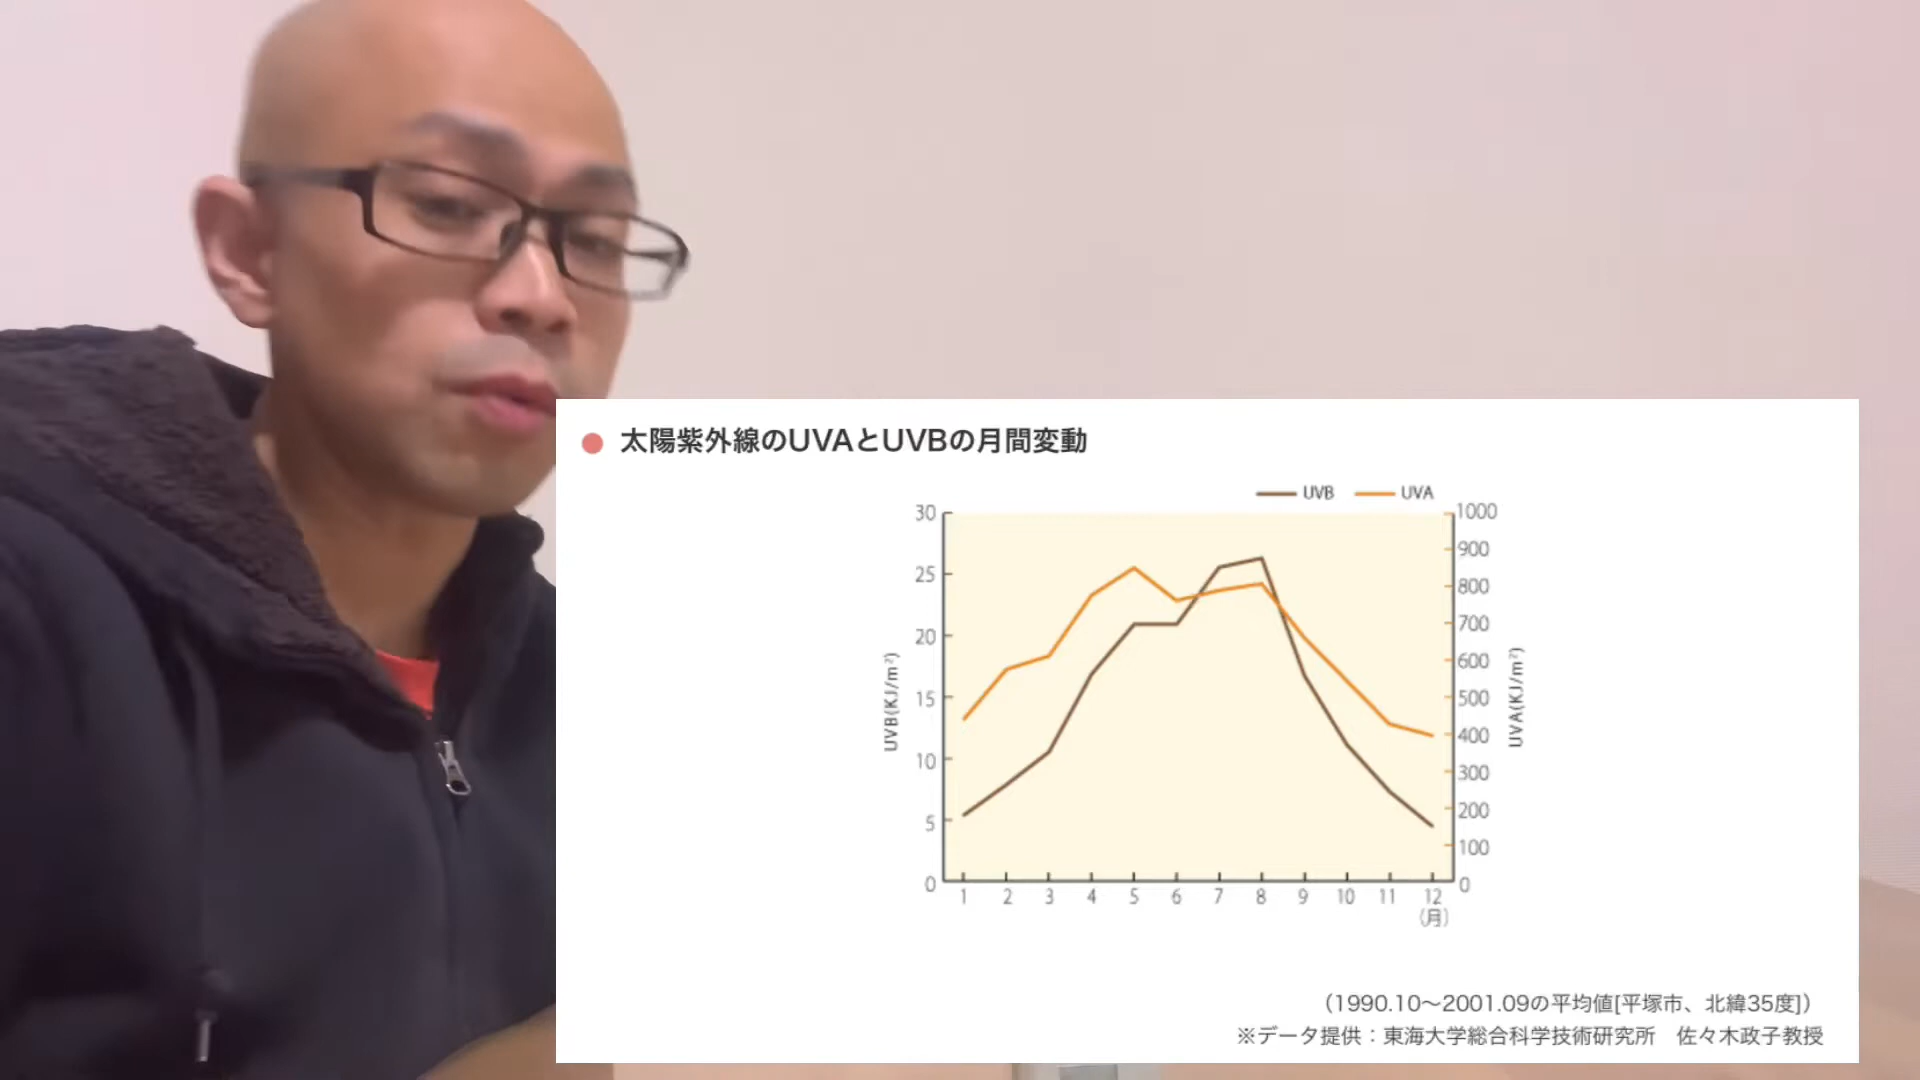 太陽紫外線のUVAとUVBの月間変動
UVB UVA
30
25
20
15
10
5
0
UVB(KJ/m²)
1000
900
800
700
600
500
400
300
200
100
0
UVA(KJ/m²)
1 2 3 4 5 6 7 8 9 10 11 12
(月)
(1990.10〜2001.09の平均値[平塚市、北緯35度])
※データ提供：東海大学総合科学技術研究所 佐々木政子教授